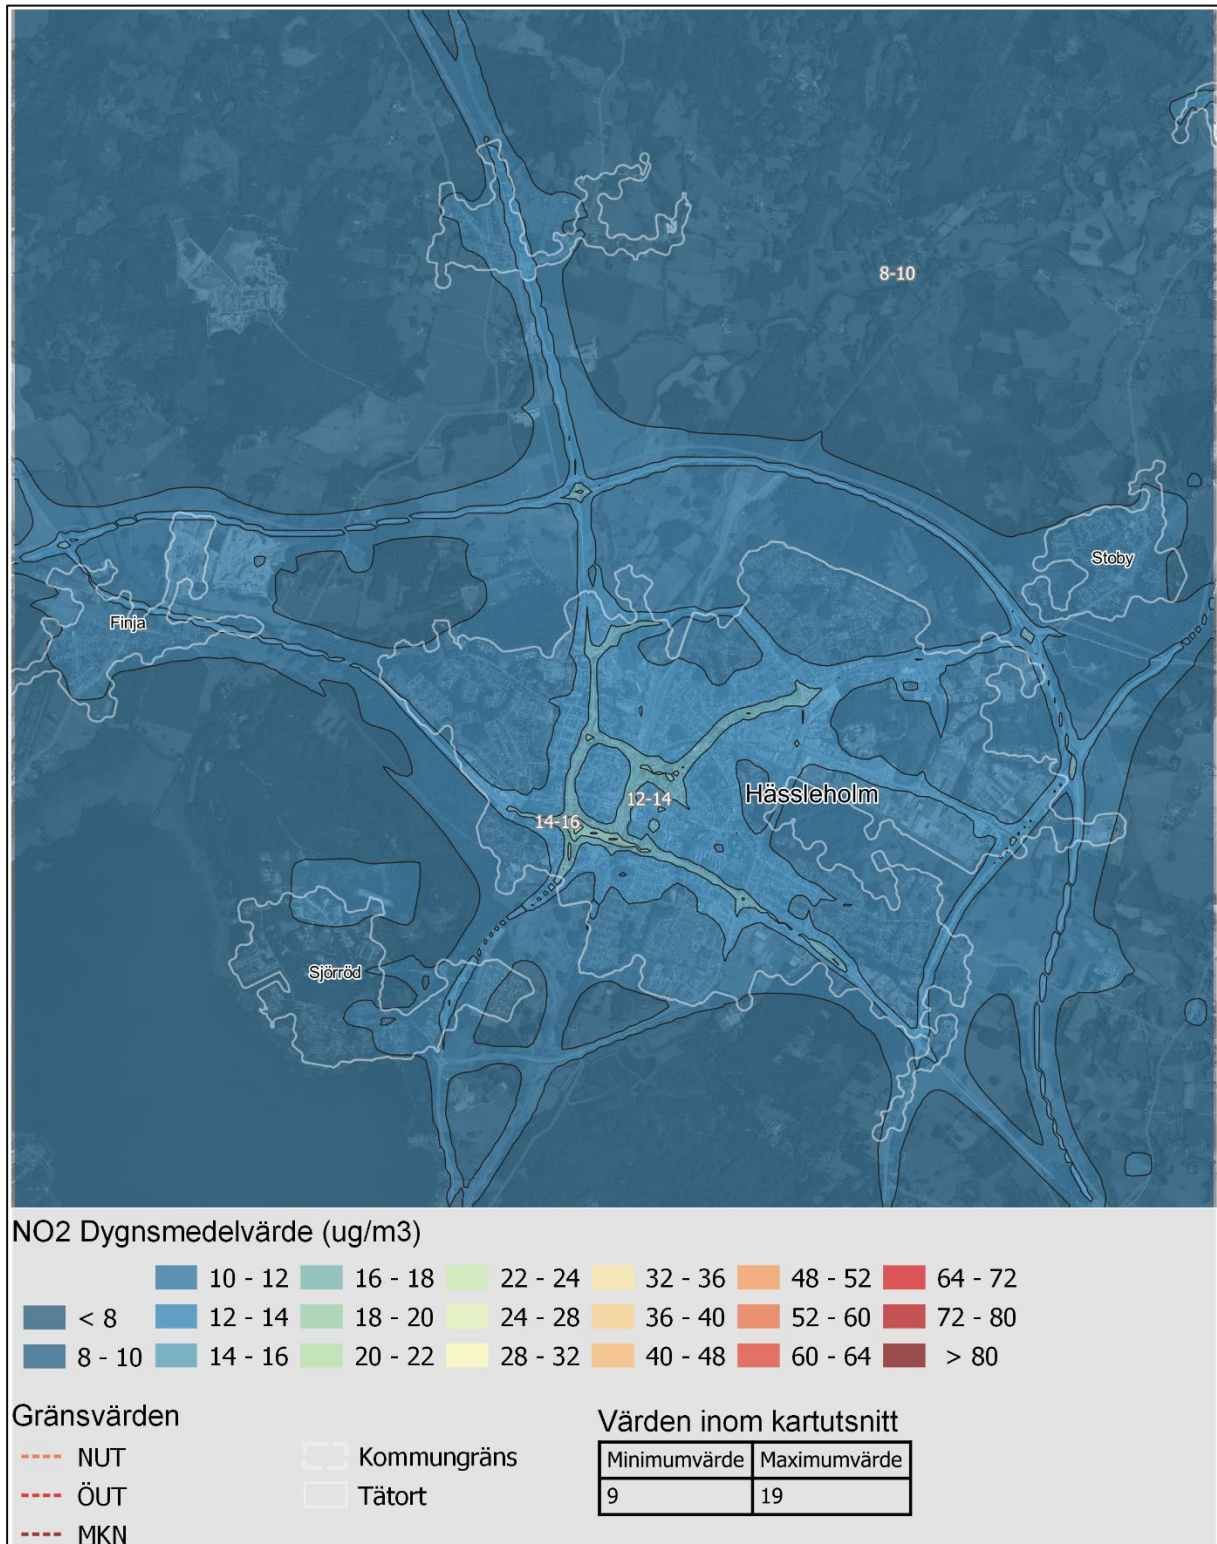 8-10
Stoby
Finja
Hässleholm
12-14
14-16
Sjörröd
NO2 Dygnsmedelvärde (ug/m3)
10 - 12 16 - 18 22 - 24 32 - 36 48 - 52 64 - 72
< 8 12 - 14 18 - 20 24 - 28 36 - 40 52 - 60 72 - 80
8 - 10 14 - 16 20 - 22 28 - 32 40 - 48 60 - 64 > 80
Gränsvärden
NUT
ÖUT
MKN
Kommungräns
Tätort
Värden inom kartutsnitt
Minimumvärde Maximumvärde
9 19